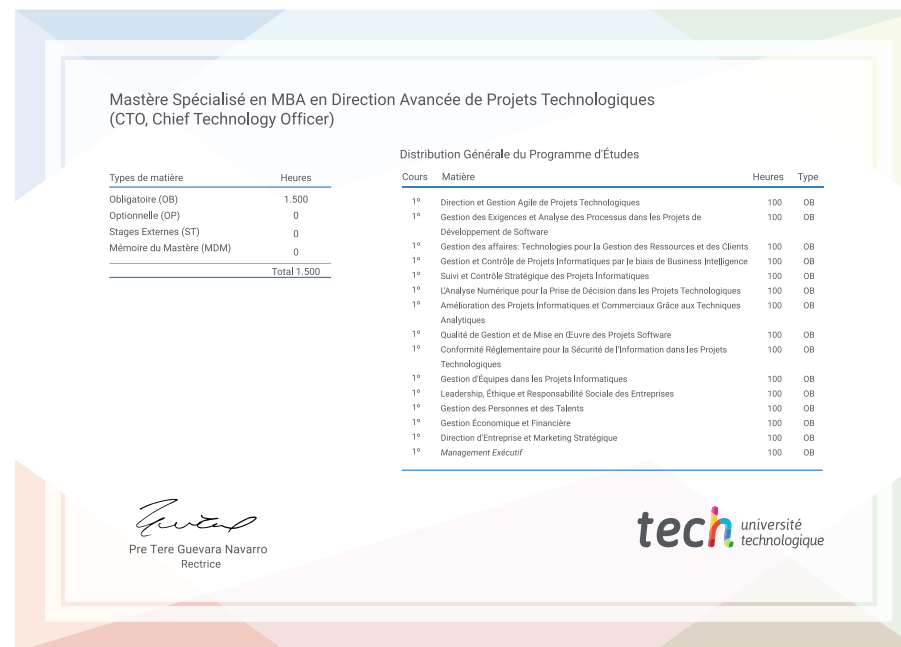 Mastère Spécialisé en MBA en Direction Avancée de Projets Technologiques
(CTO, Chief Technology Officer)
Types de matière Heures
Obligatoire (OB) 1.500
Optionnelle (OP) 0
Stages Externes (ST) 0
Mémoire du Mastère (MDM) 0
Total 1.500
Distribution Générale du Programme d'Études
Cours Matière Heures Type
1º Direction et Gestion Agile de Projets Technologiques 100 OB
1º Gestion des Exigences et Analyse des Processus dans les Projets de 100 OB
Développement de Software
1º Gestion des affaires: Technologies pour la Gestion des Ressources et des Clients 100 OB
1º Gestion et Contrôle de Projets Informatiques par le biais de Business Intelligence 100 OB
1º Suivi et Contrôle Stratégique des Projets Informatiques 100 OB
1º L'Analyse Numérique pour la Prise de Décision dans les Projets Technologiques 100 OB
1º Amélioration des Projets Informatiques et Commerciaux Grâce aux Techniques 100 OB
Analytiques
1º Qualité de Gestion et de Mise en Œuvre des Projets Software 100 OB
1º Conformité Réglementaire pour la Sécurité de l'Information dans les Projets 100 OB
Technologiques
1º Gestion d'Équipes dans les Projets Informatiques 100 OB
1º Leadership, Éthique et Responsabilité Sociale des Entreprises 100 OB
1º Gestion des Personnes et des Talents 100 OB
1º Gestion Économique et Financière 100 OB
1º Direction d'Entreprise et Marketing Stratégique 100 OB
1º Management Exécutif 100 OB
Pre Tere Guevara Navarro
Rectrice
tech université
technologique